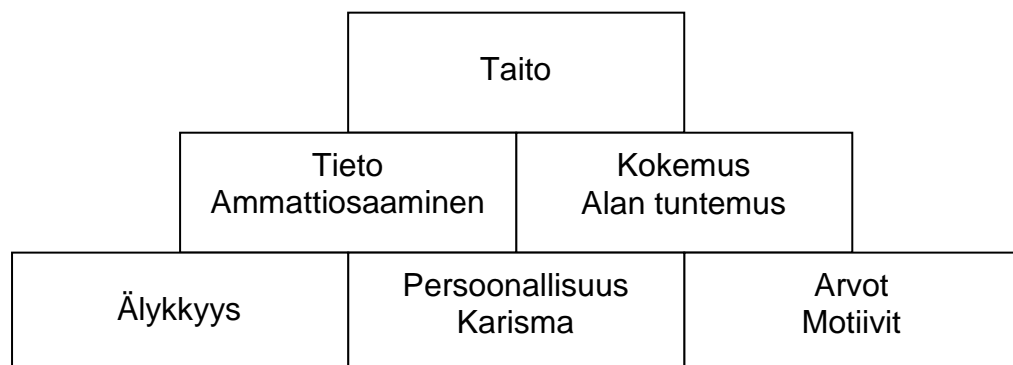 Taito
Tieto
Ammattiosaaminen
Kokemus
Alan tuntemus
Älykkyys
Persoonallisuus
Karisma
Arvot
Motiivit